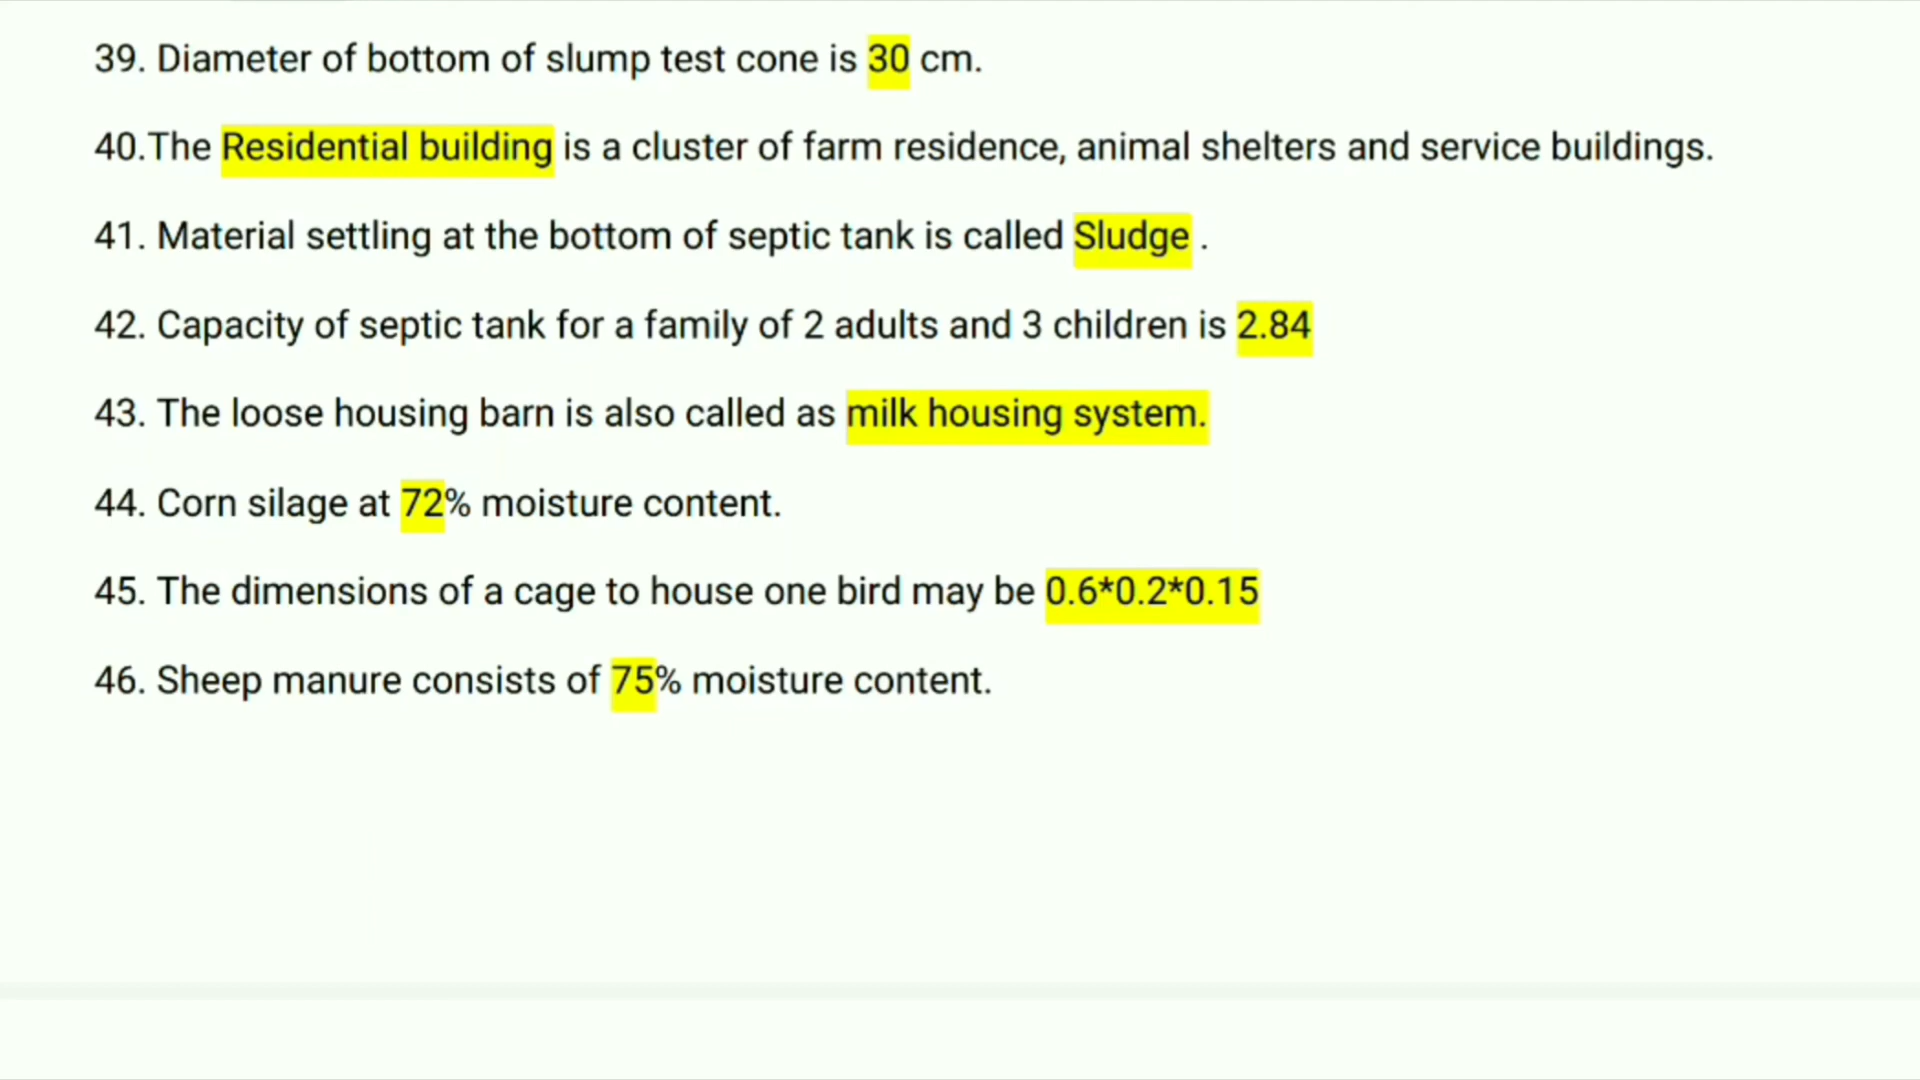 39. Diameter of bottom of slump test cone is 30 cm.
40.The Residential building is a cluster of farm residence, animal shelters and service buildings.
41. Material settling at the bottom of septic tank is called Sludge .
42. Capacity of septic tank for a family of 2 adults and 3 children is 2.84
43. The loose housing barn is also called as milk housing system.
44. Corn silage at 72% moisture content.
45. The dimensions of a cage to house one bird may be 0.6*0.2*0.15
46. Sheep manure consists of 75% moisture content.